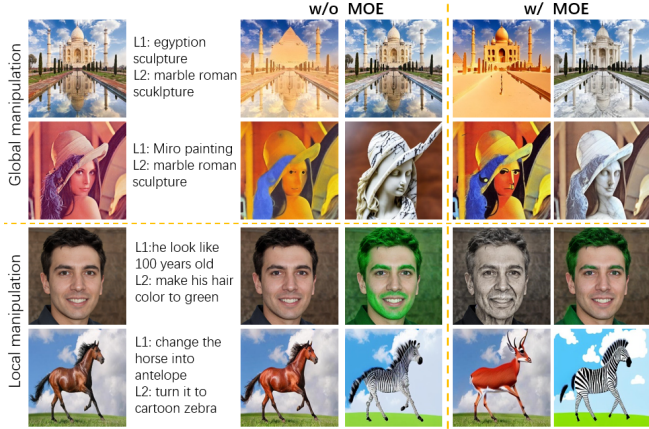 w/o MOE
w/ MOE
Global manipulation
L1: egyption
sculpture
L2: marble roman
scuklpture
L1: Miro painting
L2: marble roman
sculpture
Local manipulation
L1:he look like
100 years old
L2: make his hair
color to green
L1: change the
horse into
antelope
L2: turn it to
cartoon zebra